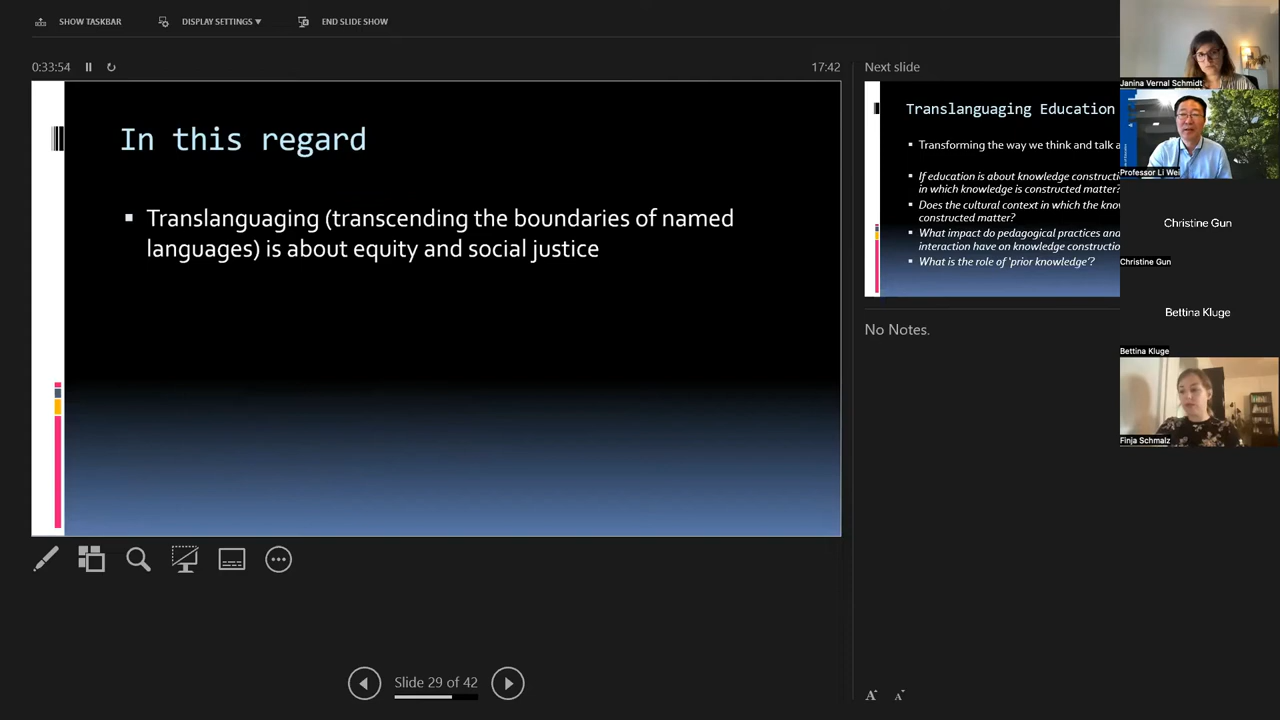 SHOW TASKBAR
DISPLAY SETTINGS ▼
END SLIDE SHOW
0:33:54
17:42
In this regard
Translanguaging (transcending the boundaries of named
languages) is about equity and social justice
Slide 29 of 42
Next slide
Translanguaging Education
Transforming the way we think and talk a
If education is about knowledge constructi
in which knowledge is constructed matter?
Does the cultural context in which the kno
constructed matter?
What impact do pedagogical practices and
interaction have on knowledge constructio
What is the role of 'prior knowledge'?
No Notes.
A A
Janina Vernal Schmidt
Professor Li Wei
Christine Gun
Christine Gun
Bettina Kluge
Bettina Kluge
Finja Schmalz